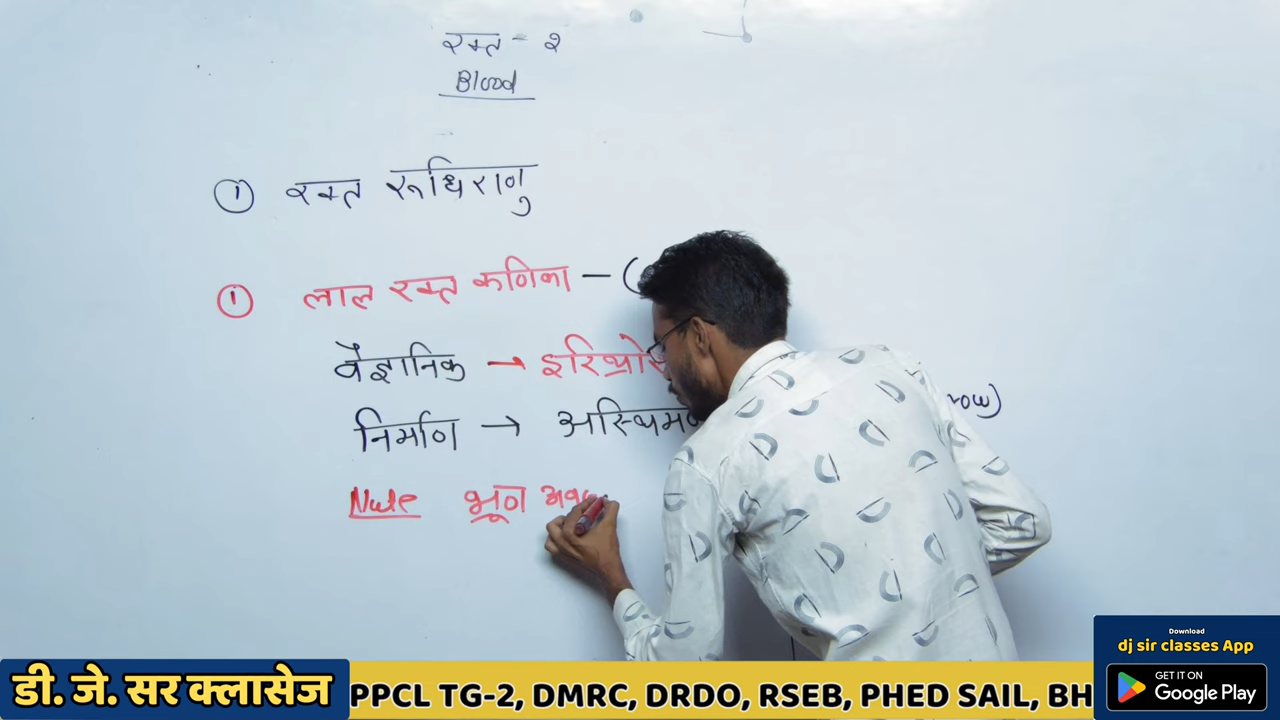 रक्त - 2
Blood
① रक्त रुधिराणु
① लाल रक्त कणिका – (
वैज्ञानिक → इरिथ्रोस
निर्माण → अस्थिम
row)
Note भ्रूण अव
डी. जे. सर क्लासेज
PPCL TG-2, DMRC, DRDO, RSEB, PHED SAIL, BH
Download
dj sir classes App
GET IT ON
Google Play